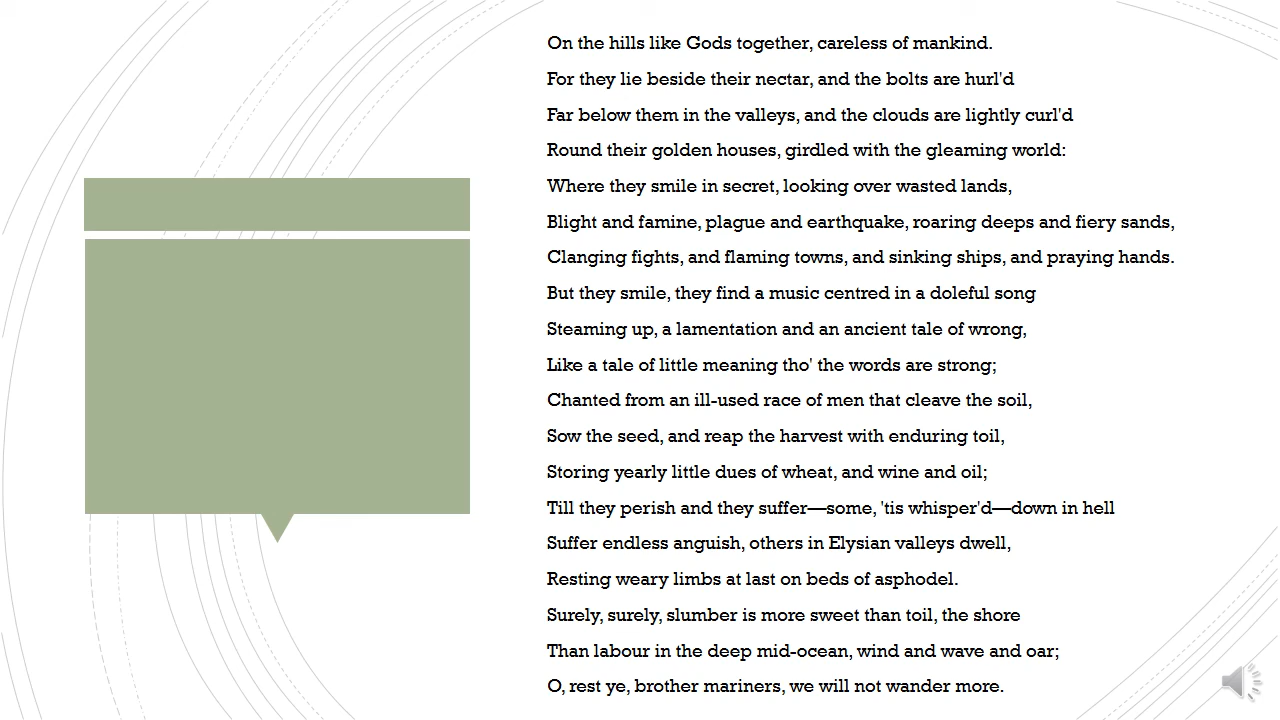 On the hills like Gods together, careless of mankind.
For they lie beside their nectar, and the bolts are hurl'd
Far below them in the valleys, and the clouds are lightly curl'd
Round their golden houses, girdled with the gleaming world:
Where they smile in secret, looking over wasted lands,
Blight and famine, plague and earthquake, roaring deeps and fiery sands,
Clanging fights, and flaming towns, and sinking ships, and praying hands.
But they smile, they find a music centred in a doleful song
Steaming up, a lamentation and an ancient tale of wrong,
Like a tale of little meaning tho' the words are strong;
Chanted from an ill-used race of men that cleave the soil,
Sow the seed, and reap the harvest with enduring toil,
Storing yearly little dues of wheat, and wine and oil;
Till they perish and they suffer—some, 'tis whisper'd—down in hell
Suffer endless anguish, others in Elysian valleys dwell,
Resting weary limbs at last on beds of asphodel.
Surely, surely, slumber is more sweet than toil, the shore
Than labour in the deep mid-ocean, wind and wave and oar;
O, rest ye, brother mariners, we will not wander more.